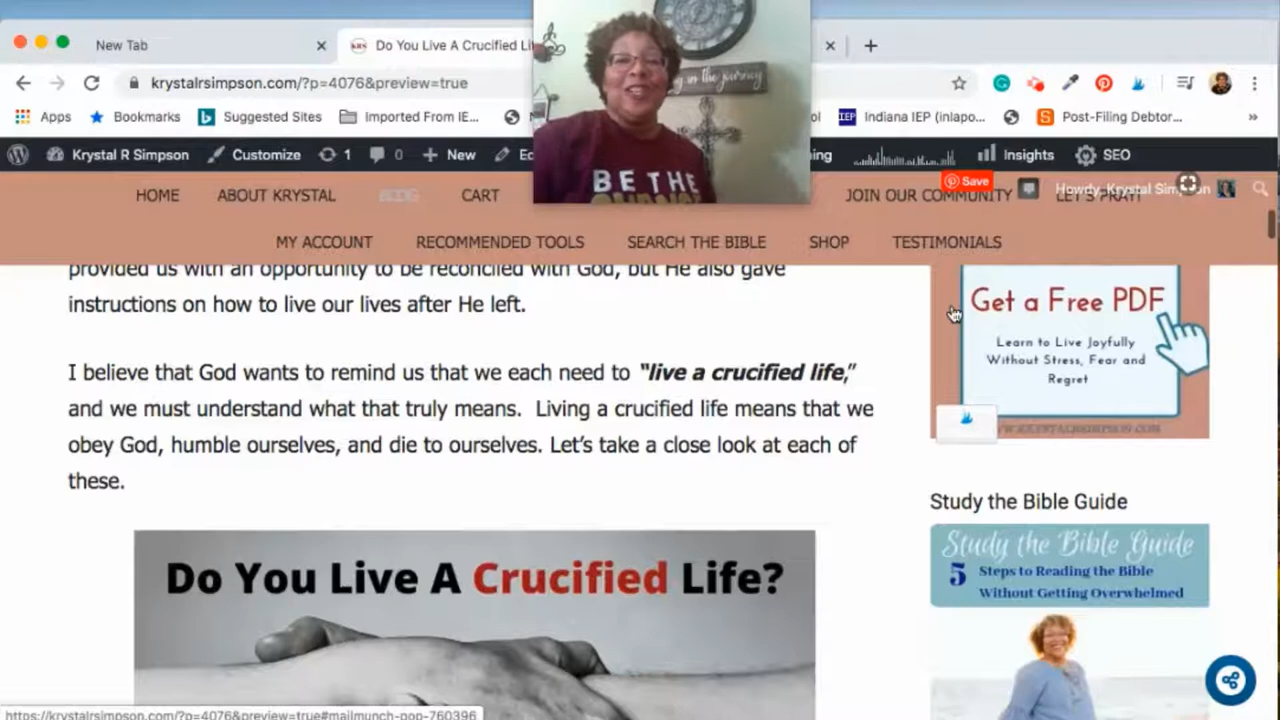 New Tab
Do You Live A Crucified Li
krystalrsimpson.com/?p=4076&preview=true
Apps
Bookmarks
Suggested Sites
Imported From IE...
IEP
Indiana IEP (inlapo...
Post-Filing Debtor...
Krystal R Simpson
Customize
1
0
New
Insights
SEO
Howdy, Krystal Simpson
Save
in the journey
BE THE
HOME
ABOUT KRYSTAL
BLOG
CART
JOIN OUR COMMUNITY
LET'S PRAY
MY ACCOUNT
RECOMMENDED TOOLS
SEARCH THE BIBLE
SHOP
TESTIMONIALS
provided us with an opportunity to be reconciled with God, but He also gave
instructions on how to live our lives after He left.
I believe that God wants to remind us that we each need to “live a crucified life,”
and we must understand what that truly means. Living a crucified life means that we
obey God, humble ourselves, and die to ourselves. Let’s take a close look at each of
these.
Do You Live A Crucified Life?
Get a Free PDF
Learn to Live Joyfully
Without Stress, Fear and
Regret
Study the Bible Guide
Study the Bible Guide
5 Steps to Reading the Bible
Without Getting Overwhelmed
https://krystalrsimpson.com/?p=4076&preview=true#mailmunch-pop-760396